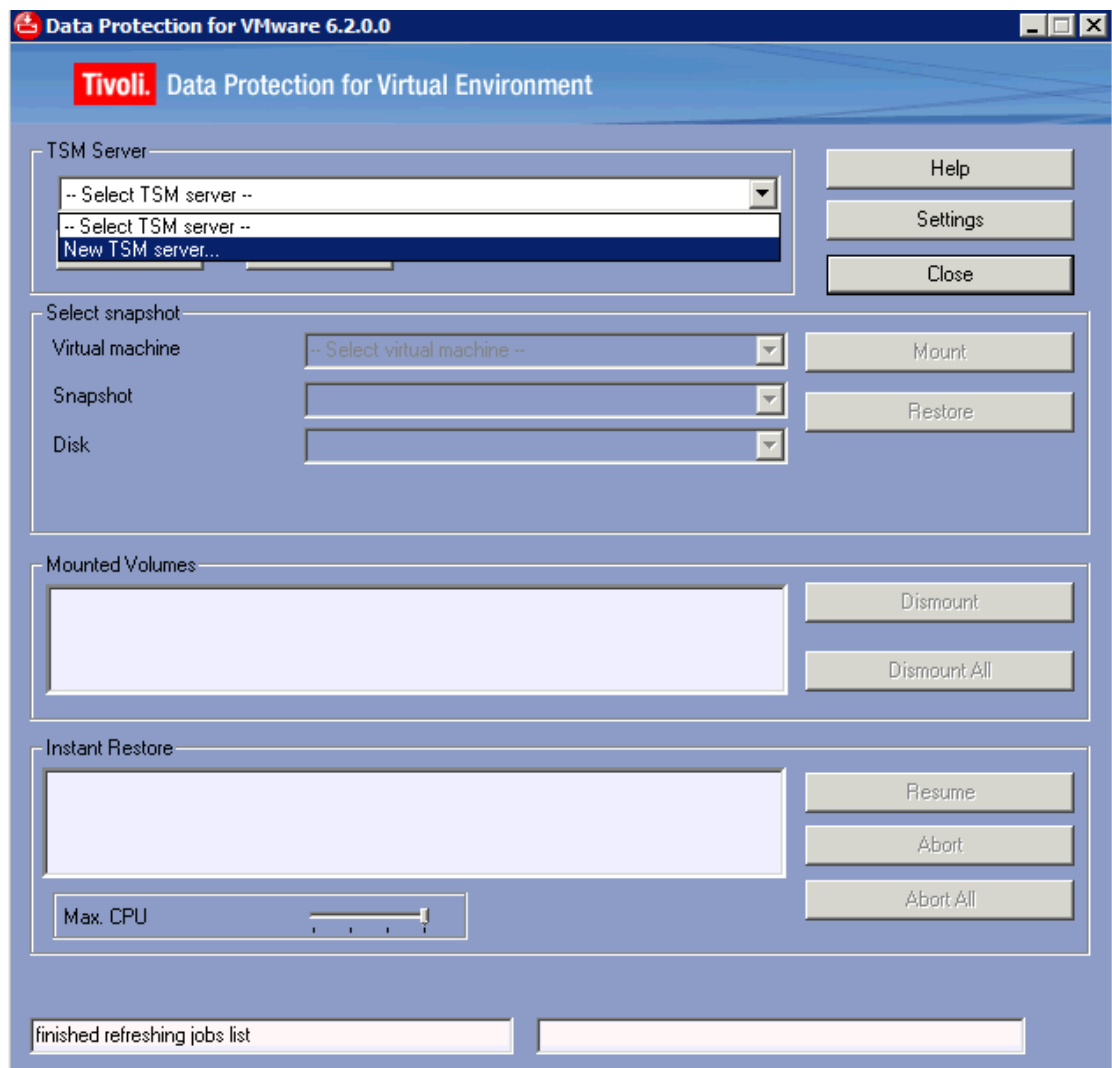 Data Protection for VMware 6.2.0.0
Tivoli. Data Protection for Virtual Environment
TSM Server
-- Select TSM server --
-- Select TSM server --
New TSM server...
Help
Settings
Close
Select snapshot
Virtual machine
-- Select virtual machine --
Mount
Snapshot
Restore
Disk
Mounted Volumes
Dismount
Dismount All
Instant Restore
Resume
Abort
Abort All
Max. CPU
finished refreshing jobs list